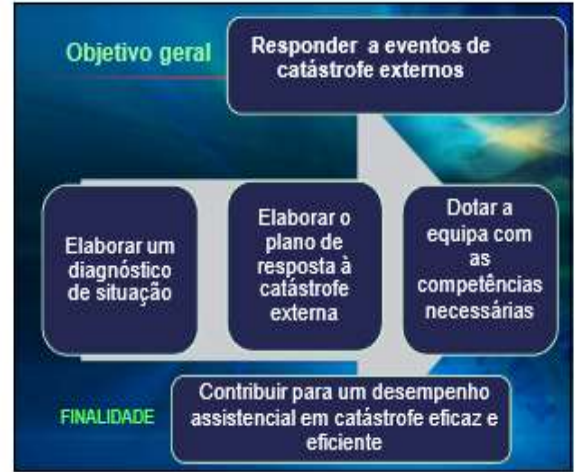 Objetivo geral
Responder a eventos de
catástrofe externos
Elaborar um
diagnóstico
de situação
Elaborar o
plano de
resposta à
catástrofe
externa
Dotar a
equipa com
as
competências
necessárias
FINALIDADE
Contribuir para um desempenho
assistencial em catástrofe eficaz e
eficiente